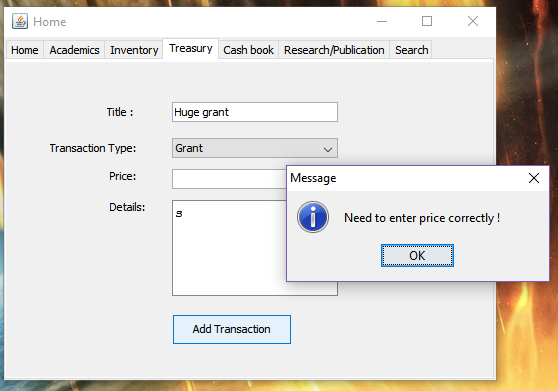 Home
Home Academics Inventory Treasury Cash book Research/Publication Search
Title : Huge grant
Transaction Type: Grant
Price:
Details: s
Add Transaction
Message
Need to enter price correctly !
OK